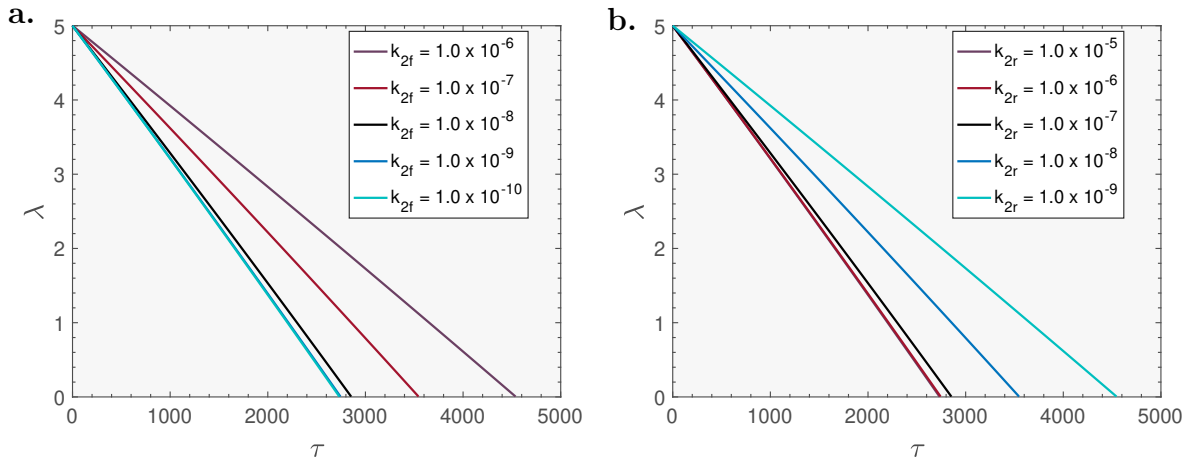 a.
λ
5
4
3
2
1
0
k2f = 1.0 x 10-6
k2f = 1.0 x 10-7
k2f = 1.0 x 10-8
k2f = 1.0 x 10-9
k2f = 1.0 x 10-10
0 1000 2000 3000 4000 5000
τ
b.
λ
5
4
3
2
1
0
k2r = 1.0 x 10-5
k2r = 1.0 x 10-6
k2r = 1.0 x 10-7
k2r = 1.0 x 10-8
k2r = 1.0 x 10-9
0 1000 2000 3000 4000 5000
τ